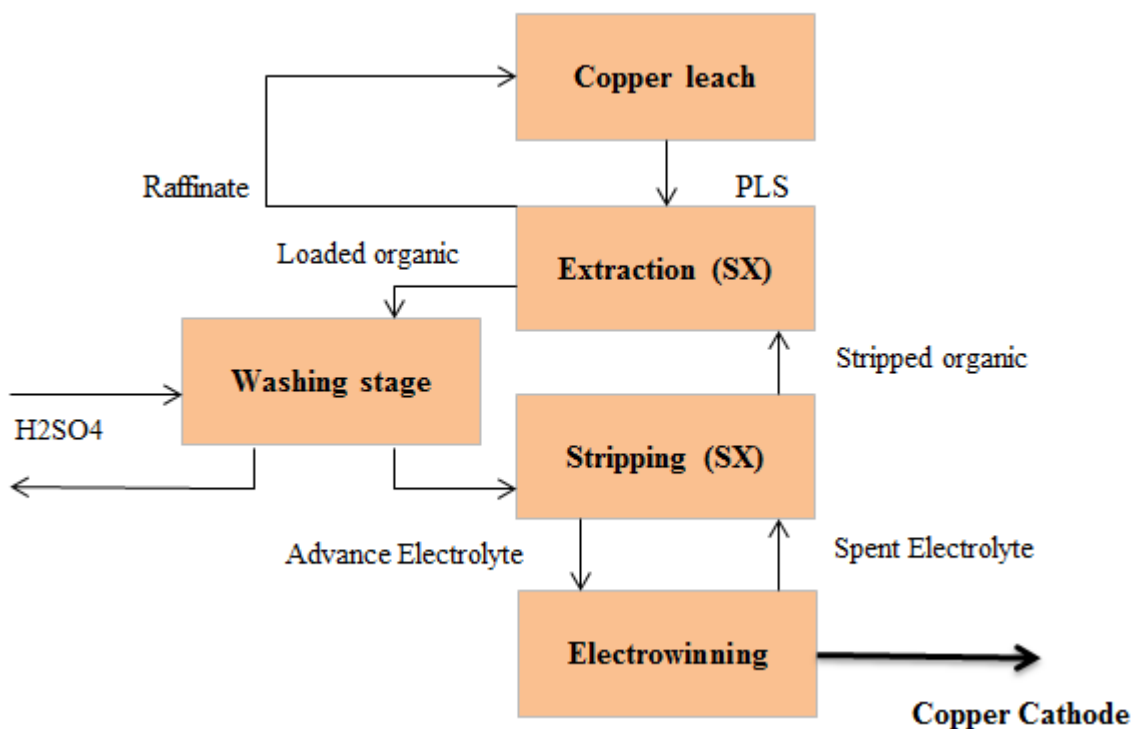 Copper leach
Raffinate
PLS
Loaded organic
Extraction (SX)
Washing stage
Stripped organic
H2SO4
Stripping (SX)
Advance Electrolyte
Spent Electrolyte
Electrowinning
Copper Cathode